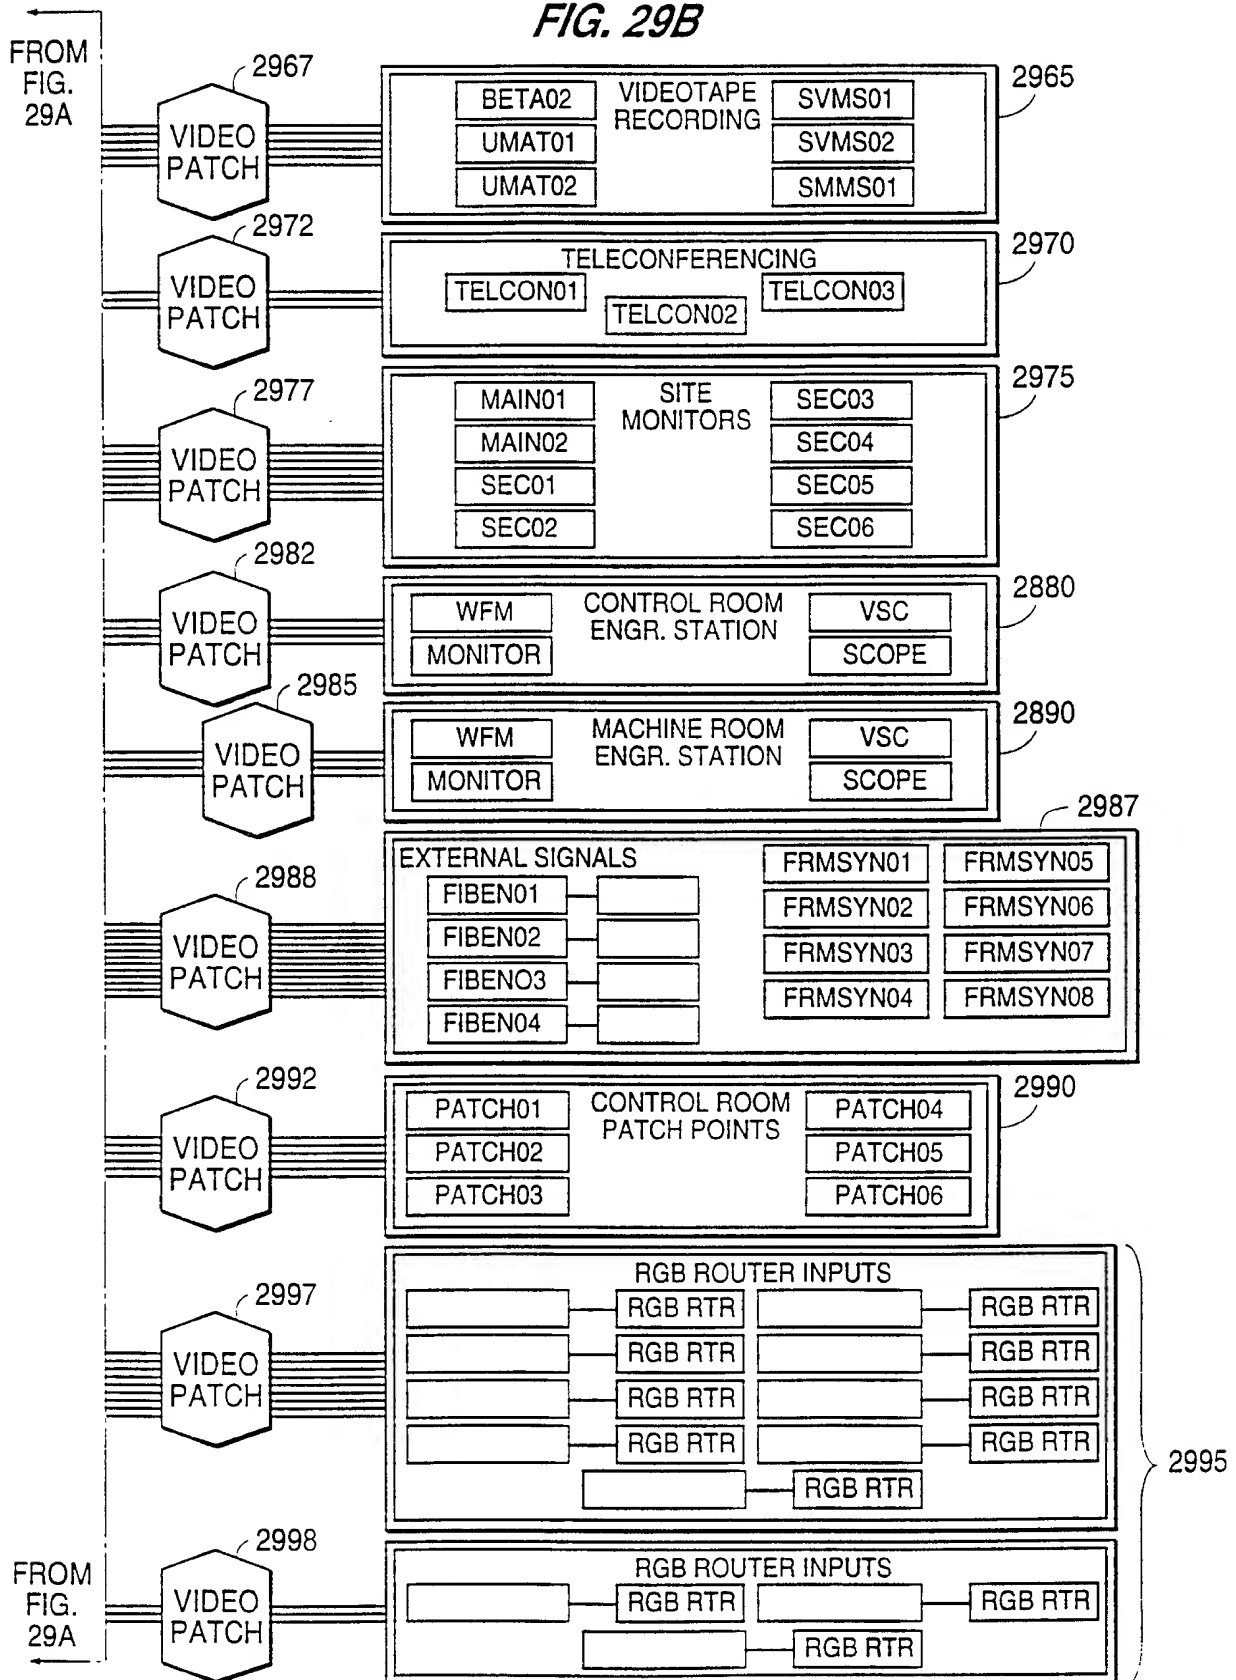 FIG. 29B
FROM
FIG.
29A
2967
VIDEO
PATCH
BETA02
UMAT01
UMAT02
VIDEOTAPE
RECORDING
SVMS01
SVMS02
SMMS01
2965
2972
VIDEO
PATCH
TELECONFERENCING
TELCON01
TELCON02
TELCON03
2970
2977
VIDEO
PATCH
MAIN01
MAIN02
SEC01
SEC02
SITE
MONITORS
SEC03
SEC04
SEC05
SEC06
2975
2982
VIDEO
PATCH
WFM
MONITOR
CONTROL ROOM
ENGR. STATION
VSC
SCOPE
2880
2985
VIDEO
PATCH
WFM
MONITOR
MACHINE ROOM
ENGR. STATION
VSC
SCOPE
2890
2987
2988
VIDEO
PATCH
EXTERNAL SIGNALS
FIBEN01
FIBEN02
FIBENO3
FIBEN04
FRMSYN01
FRMSYN02
FRMSYN03
FRMSYN04
FRMSYN05
FRMSYN06
FRMSYN07
FRMSYN08
2992
VIDEO
PATCH
PATCH01
PATCH02
PATCH03
CONTROL ROOM
PATCH POINTS
PATCH04
PATCH05
PATCH06
2990
2997
VIDEO
PATCH
RGB ROUTER INPUTS
RGB RTR
RGB RTR
RGB RTR
RGB RTR
RGB RTR
RGB RTR
RGB RTR
RGB RTR
RGB RTR
2995
2998
VIDEO
PATCH
RGB ROUTER INPUTS
RGB RTR
RGB RTR
RGB RTR
FROM
FIG.
29A